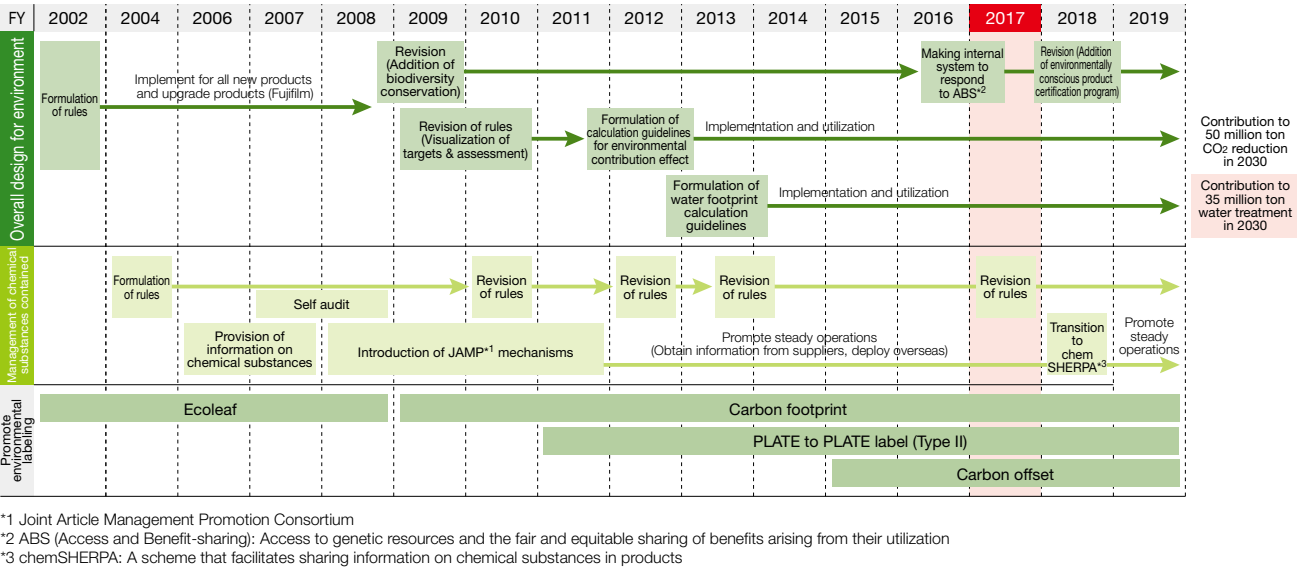 FY 2002 2004 2006 2007 2008 2009 2010 2011 2012 2013 2014 2015 2016 2017 2018 2019
Overall design for environment
Formulation
of rules
Implement for all new products
and upgrade products (Fujifilm)
Revision
(Addition of
biodiversity
conservation)
Making internal
system to
respond
to ABS*2
Revision (Addition
of environmentally
conscious product
certification program)
Revision of rules
(Visualization of
targets & assessment)
Formulation of
calculation guidelines
for environmental
contribution effect
Implementation and utilization
Contribution to
50 million ton
CO2 reduction
in 2030
Formulation of
water footprint
calculation
guidelines
Implementation and utilization
Contribution to
35 million ton
water treatment
in 2030
Management of chemical
substances contained
Formulation
of rules
Revision
of rules
Revision
of rules
Revision
of rules
Revision
of rules
Self audit
Provision of
information on
chemical substances
Introduction of JAMP*1 mechanisms
Promote steady operations
(Obtain information from suppliers, deploy overseas)
Transition
to
chem
SHERPA*3
Promote
steady
operations
Promote
environmental
labeling
Ecoleaf
Carbon footprint
PLATE to PLATE label (Type II)
Carbon offset
*1 Joint Article Management Promotion Consortium
*2 ABS (Access and Benefit-sharing): Access to genetic resources and the fair and equitable sharing of benefits arising from their utilization
*3 chemSHERPA: A scheme that facilitates sharing information on chemical substances in products